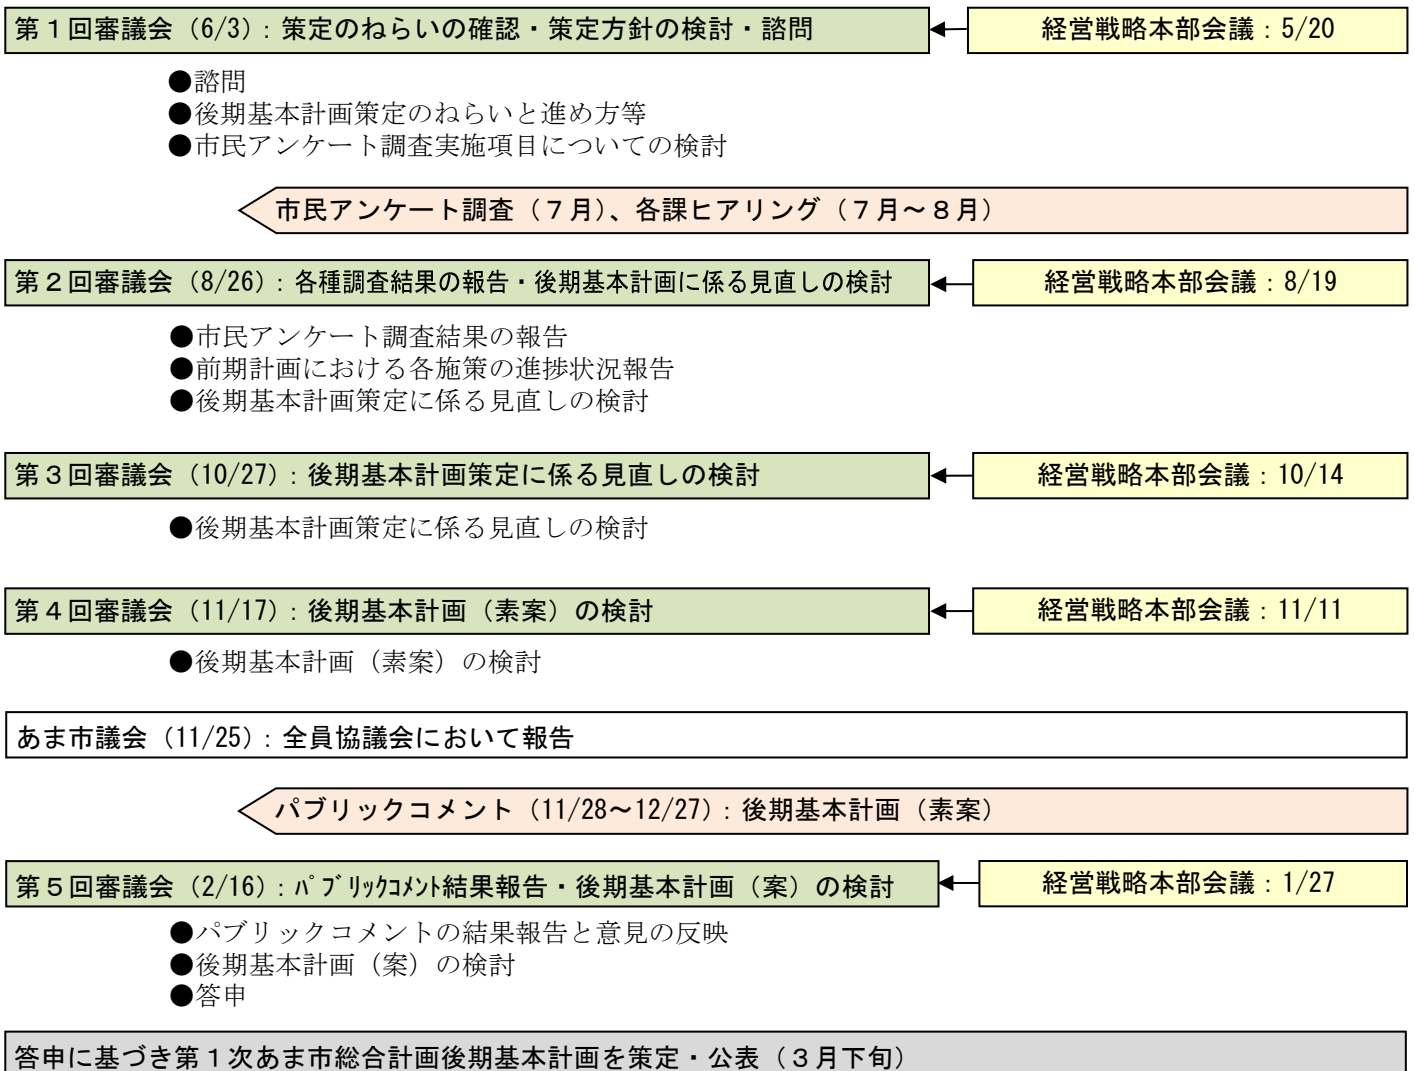 第１回審議会（6/3）：策定のねらいの確認・策定方針の検討・諮問
経営戦略本部会議：5/20
●諮問
●後期基本計画策定のねらいと進め方等
●市民アンケート調査実施項目についての検討
市民アンケート調査（７月）、各課ヒアリング（７月～８月）
第２回審議会（8/26）：各種調査結果の報告・後期基本計画に係る見直しの検討
経営戦略本部会議：8/19
●市民アンケート調査結果の報告
●前期計画における各施策の進捗状況報告
●後期基本計画策定に係る見直しの検討
第３回審議会（10/27）：後期基本計画策定に係る見直しの検討
経営戦略本部会議：10/14
●後期基本計画策定に係る見直しの検討
第４回審議会（11/17）：後期基本計画（素案）の検討
経営戦略本部会議：11/11
●後期基本計画（素案）の検討
あま市議会（11/25）：全員協議会において報告
パブリックコメント（11/28～12/27）：後期基本計画（素案）
第５回審議会（2/16）：ﾊﾟﾌﾞﾘｯｸｺﾒﾝﾄ結果報告・後期基本計画（案）の検討
経営戦略本部会議：1/27
●パブリックコメントの結果報告と意見の反映
●後期基本計画（案）の検討
●答申
答申に基づき第１次あま市総合計画後期基本計画を策定・公表（３月下旬）